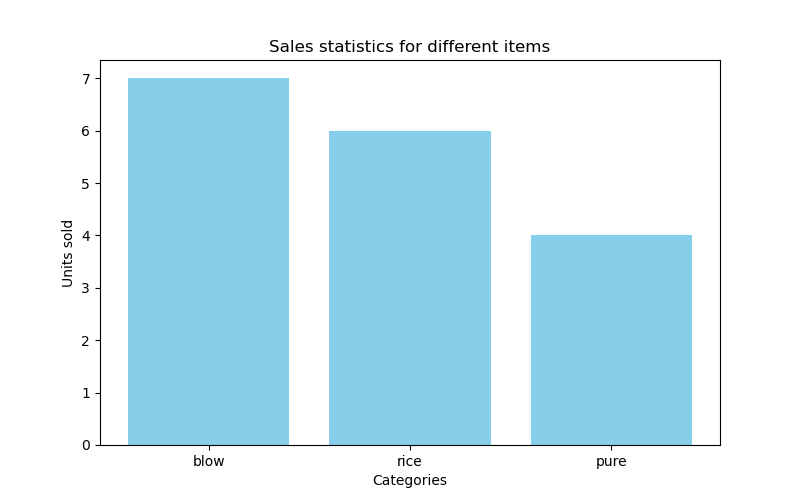 Sales statistics for different items
7
6
5
4
3
2
1
0
Units sold
blow
rice
pure
Categories